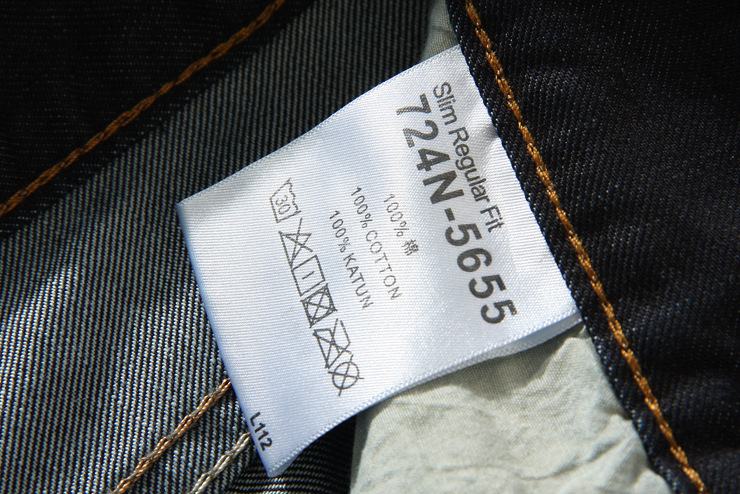 Slim Regular Fit
724N-5655
100% 棉
100% COTTON
100% KATUN
30
L112